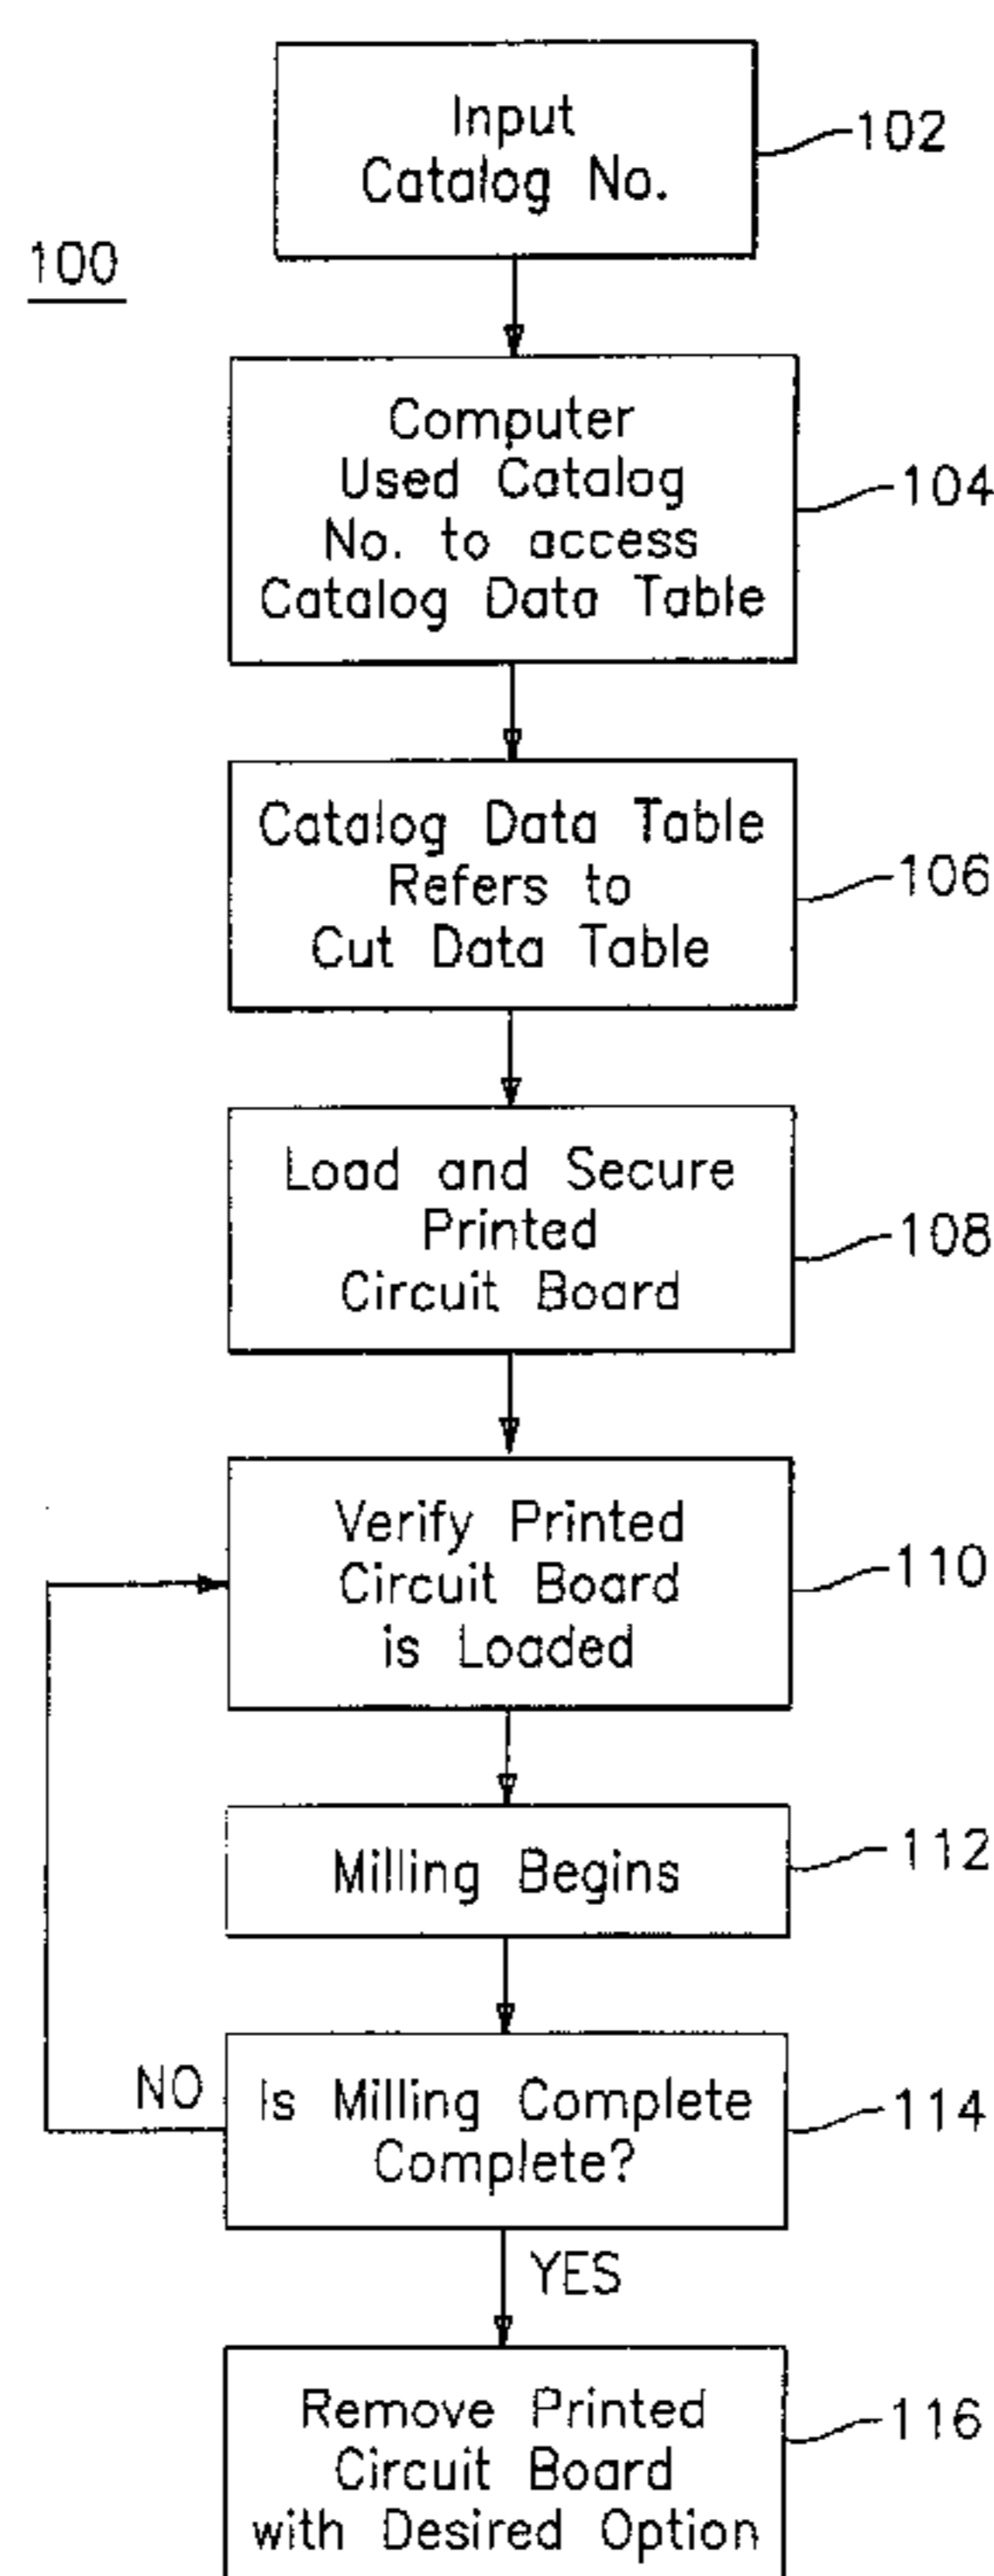 Input
Catalog No.
102
100
Computer
Used Catalog
No. to access
Catalog Data Table
104
Catalog Data Table
Refers to
Cut Data Table
106
Load and Secure
Printed
Circuit Board
108
Verify Printed
Circuit Board
is Loaded
110
Milling Begins
112
NO
Is Milling Complete
Complete?
114
YES
Remove Printed
Circuit Board
with Desired Option
116